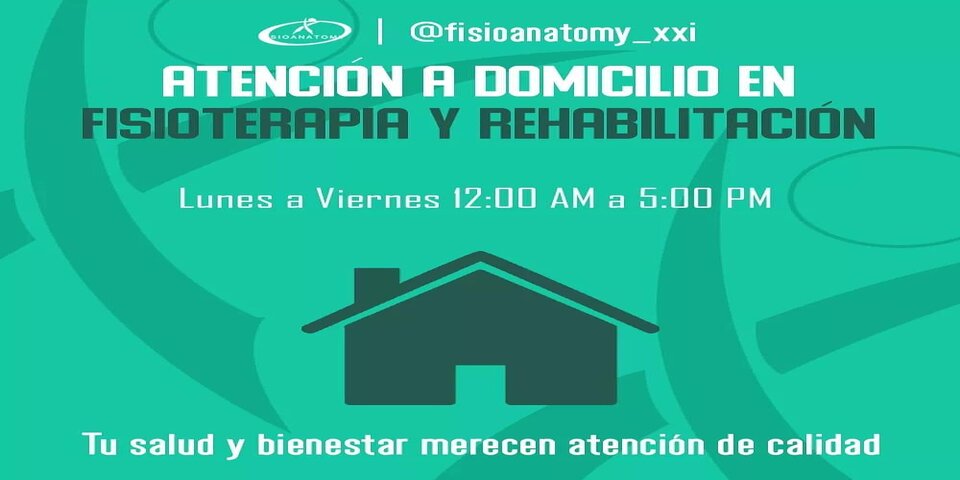 SIOANATOM
| @fisioanatomy_xxi
ATENCIÓN A DOMICILIO EN
FISIOTERAPIA Y REHABILITACIÓN
Lunes a Viernes 12:00 AM a 5:00 PM
Tu salud y bienestar merecen atención de calidad